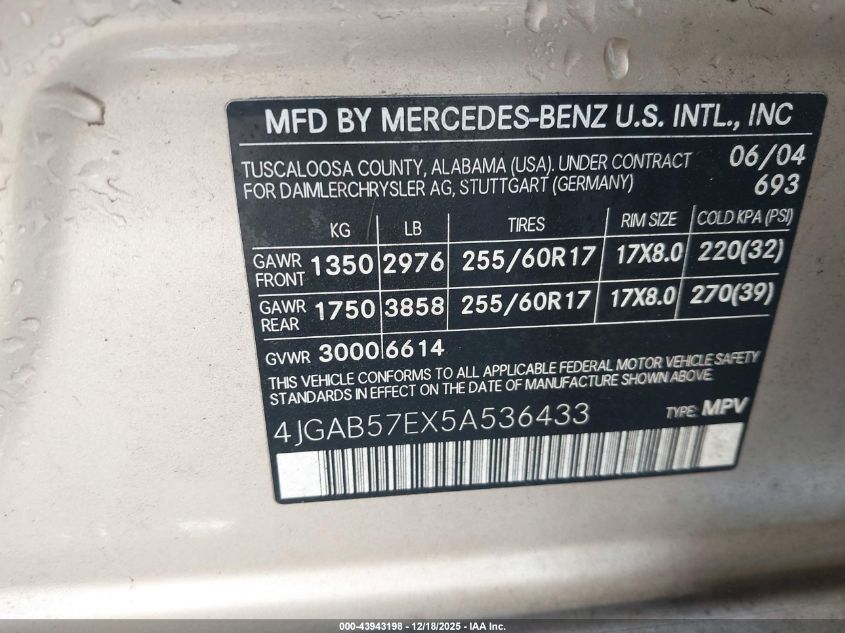 MFD BY MERCEDES-BENZ U.S. INTL., INC
TUSCALOOSA COUNTY, ALABAMA (USA). UNDER CONTRACT 06/04
FOR DAIMLERCHRYSLER AG, STUTTGART (GERMANY) 693
KG LB TIRES RIM SIZE COLD KPA (PSI)
GAWR FRONT 1350 2976 255/60R17 17X8.0 220(32)
GAWR REAR 1750 3858 255/60R17 17X8.0 270(39)
GVWR 3000 6614
THIS VEHICLE CONFORMS TO ALL APPLICABLE FEDERAL MOTOR VEHICLE SAFETY
STANDARDS IN EFFECT ON THE DATE OF MANUFACTURE SHOWN ABOVE.
4JGAB57EX5A536433 TYPE: MPV
000-43943198 - 12/18/2025 - IAA Inc.